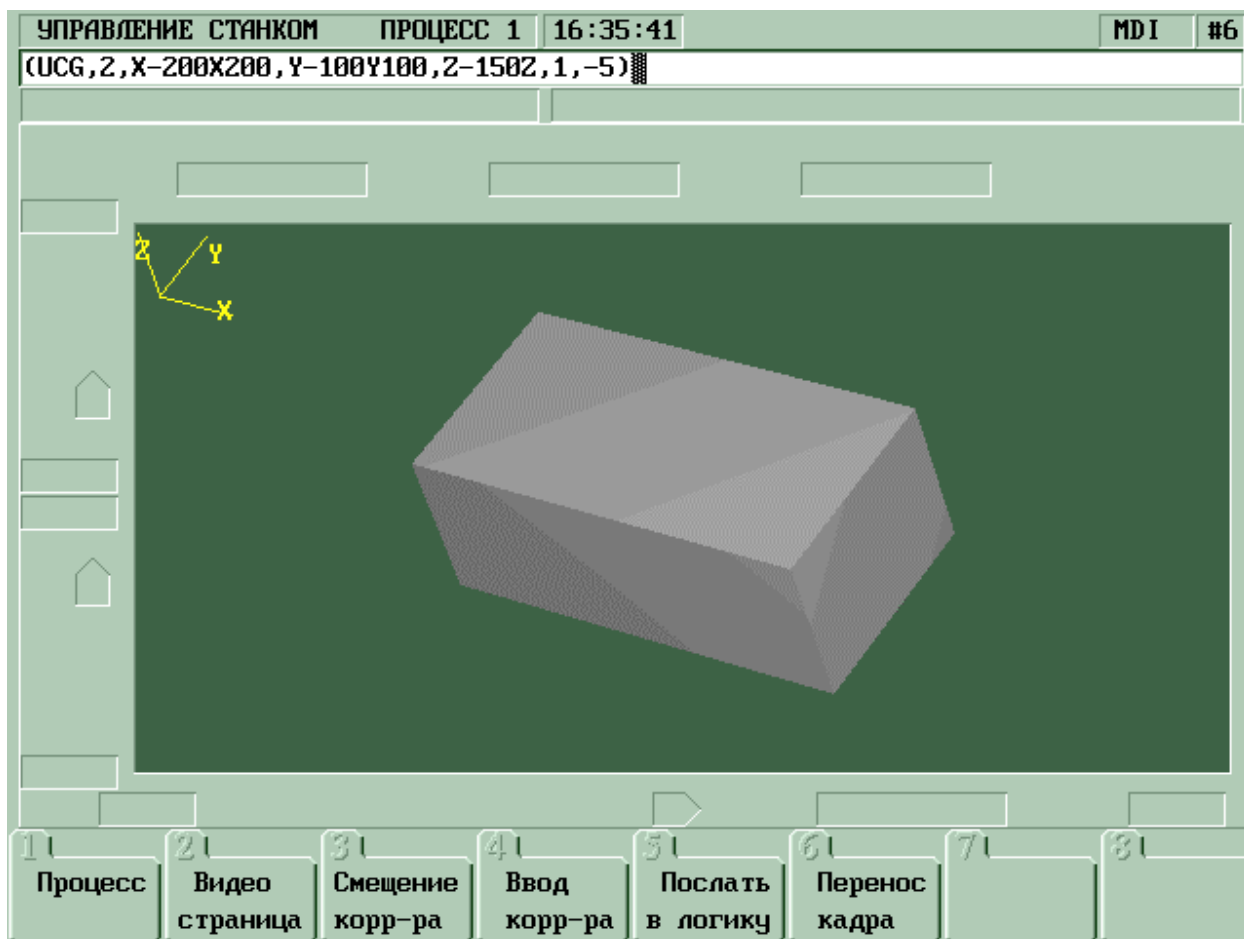 УПРАВЛЕНИЕ СТАНКОМ ПРОЦЕСС 1 16:35:41 MDI #6
(UCG,2,X-200X200,Y-100Y100,Z-150Z,1,-5)
Z Y
X
1 2 3 4 5 6 7 8
Процесс Видео Смещение Ввод Послать Перенос
страница корр-ра корр-ра в логику кадра